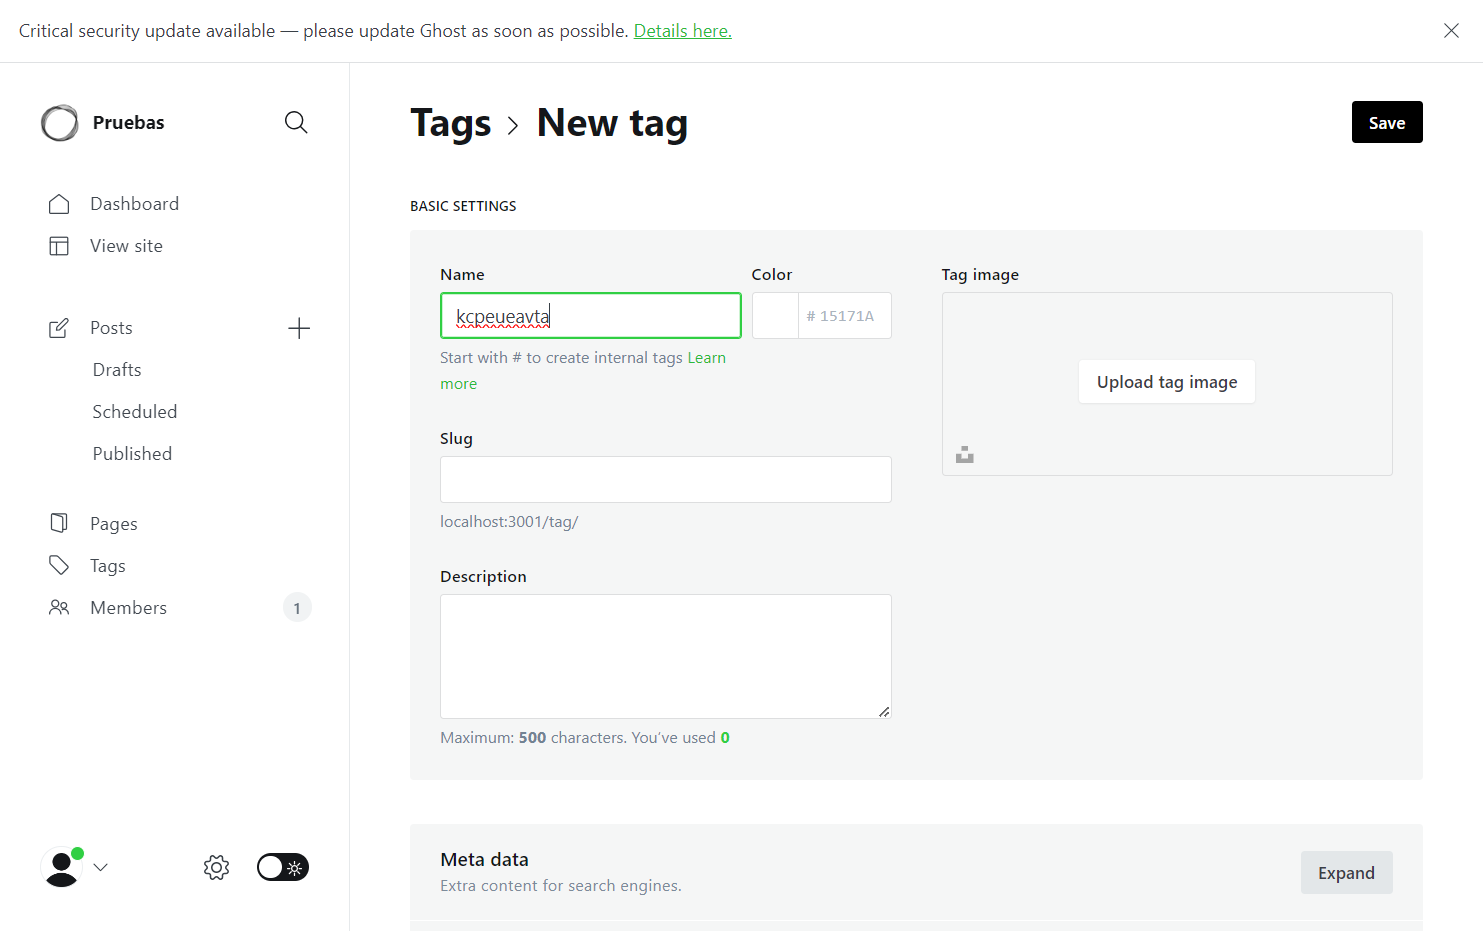 Critical security update available — please update Ghost as soon as possible. Details here.
Pruebas
Dashboard
View site
Posts
Drafts
Scheduled
Published
Pages
Tags
Members
1
Tags
New tag
Save
BASIC SETTINGS
Name
kcpeueavta
Start with # to create internal tags Learn
more
Color
# 15171A
Slug
localhost:3001/tag/
Description
Maximum: 500 characters. You’ve used 0
Tag image
Upload tag image
Meta data
Extra content for search engines.
Expand